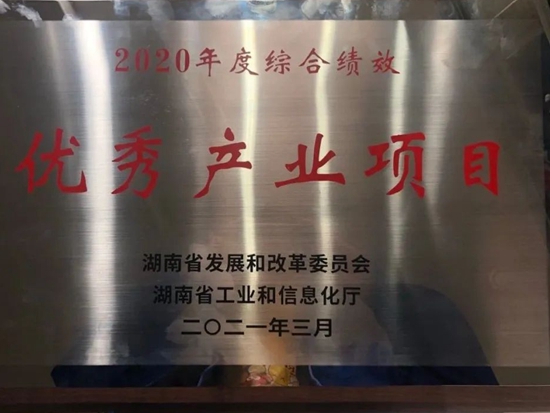 2020年度综合绩效
优秀产业项目
湖南省发展和改革委员会
湖南省工业和信息化厅
二〇二一年三月